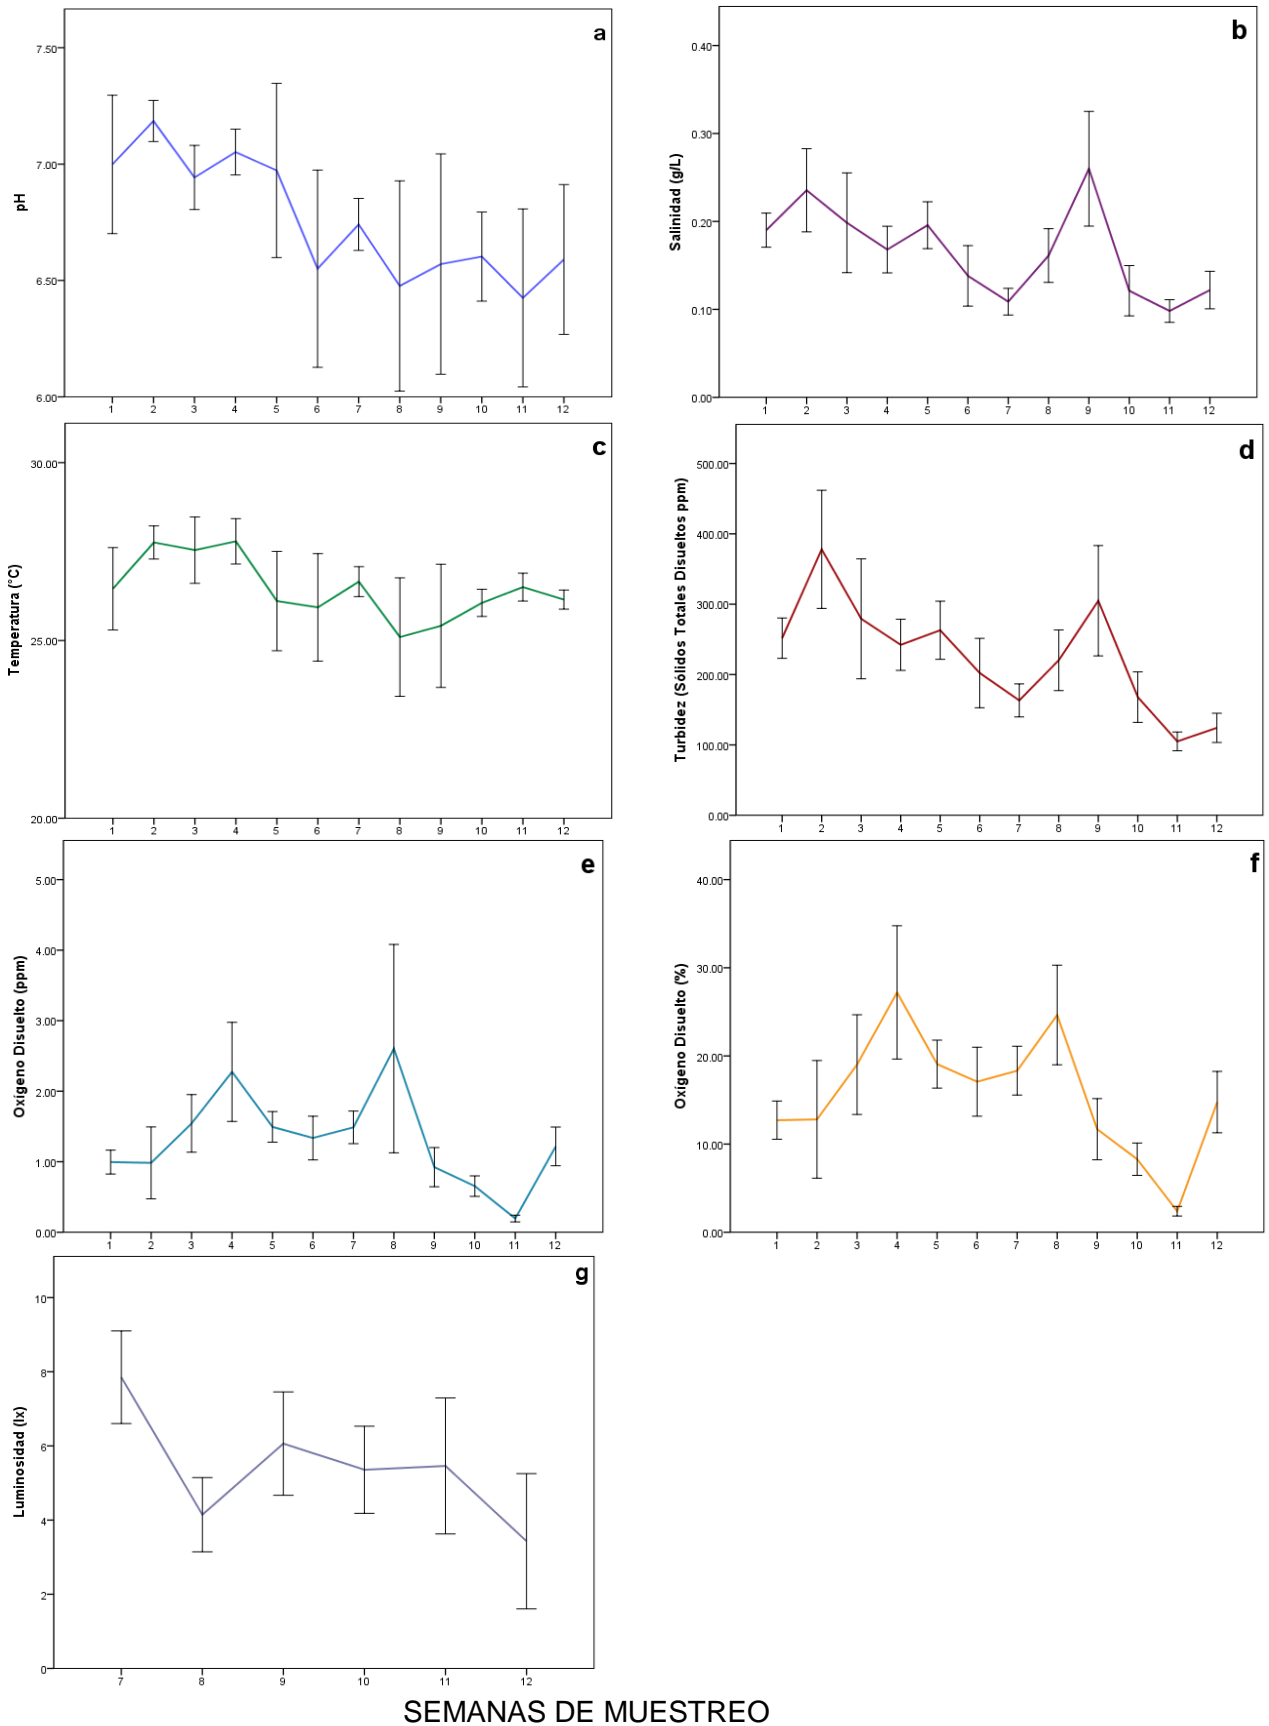 a
7.50
7.00
6.50
6.00
pH
1 2 3 4 5 6 7 8 9 10 11 12
b
0.40
0.30
0.20
0.10
0.00
Salinidad (g/L)
1 2 3 4 5 6 7 8 9 10 11 12
c
30.00
25.00
20.00
Temperatura (°C)
1 2 3 4 5 6 7 8 9 10 11 12
d
500.00
400.00
300.00
200.00
100.00
0.00
Turbidez (Sólidos Totales Disueltos ppm)
1 2 3 4 5 6 7 8 9 10 11 12
e
5.00
4.00
3.00
2.00
1.00
0.00
Oxígeno Disuelto (ppm)
1 2 3 4 5 6 7 8 9 10 11 12
f
40.00
30.00
20.00
10.00
0.00
Oxígeno Disuelto (%)
1 2 3 4 5 6 7 8 9 10 11 12
g
10
8
6
4
2
0
Luminosidad (lx)
7 8 9 10 11 12
SEMANAS DE MUESTREO